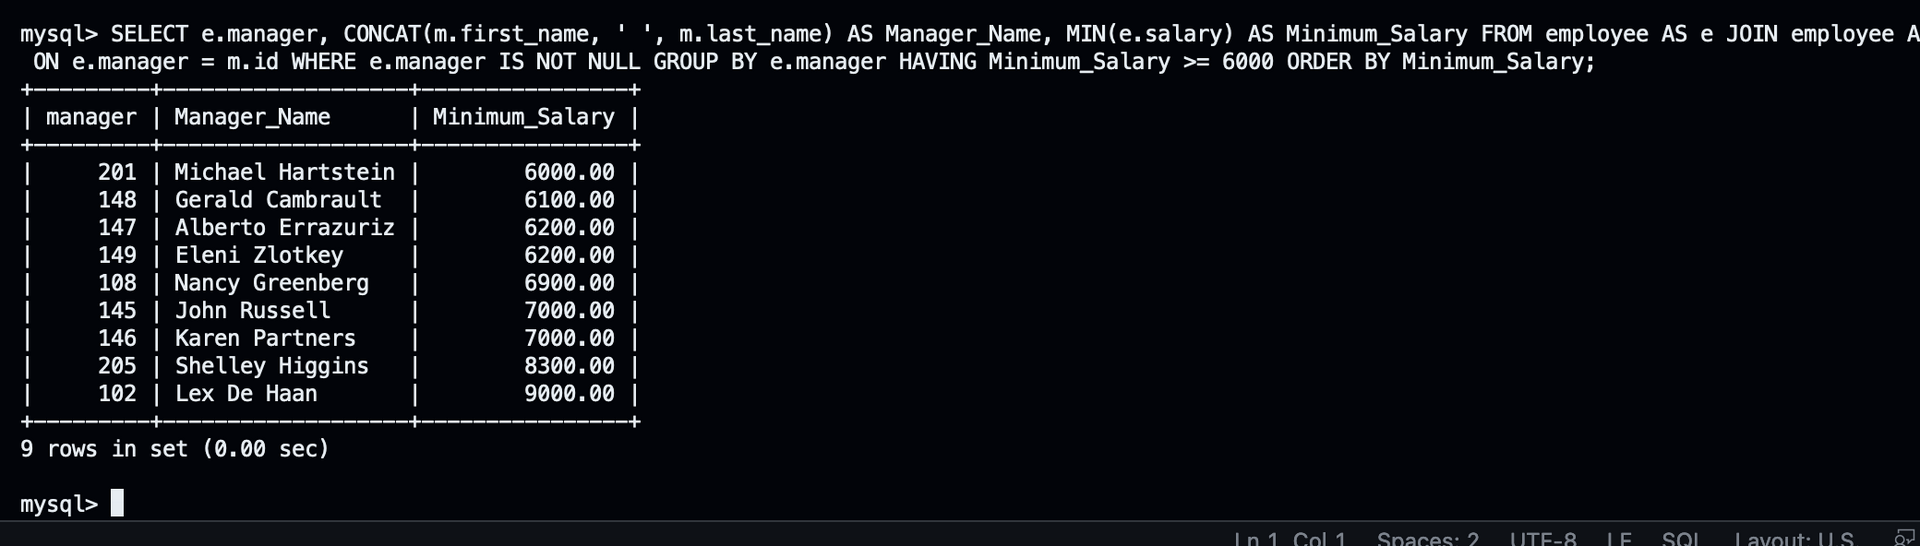 mysql> SELECT e.manager, CONCAT(m.first_name, ' ', m.last_name) AS Manager_Name, MIN(e.salary) AS Minimum_Salary FROM employee AS e JOIN employee A
ON e.manager = m.id WHERE e.manager IS NOT NULL GROUP BY e.manager HAVING Minimum_Salary >= 6000 ORDER BY Minimum_Salary;
+---------+-------------------+----------------+
| manager | Manager_Name      | Minimum_Salary |
+---------+-------------------+----------------+
|     201 | Michael Hartstein |        6000.00 |
|     148 | Gerald Cambrault  |        6100.00 |
|     147 | Alberto Errazuriz |        6200.00 |
|     149 | Eleni Zlotkey     |        6200.00 |
|     108 | Nancy Greenberg   |        6900.00 |
|     145 | John Russell      |        7000.00 |
|     146 | Karen Partners    |        7000.00 |
|     205 | Shelley Higgins   |        8300.00 |
|     102 | Lex De Haan       |        9000.00 |
+---------+-------------------+----------------+
9 rows in set (0.00 sec)
mysql>
Ln 1, Col 1 Spaces: 2 UTF-8 LF SQL Layout: U.S.